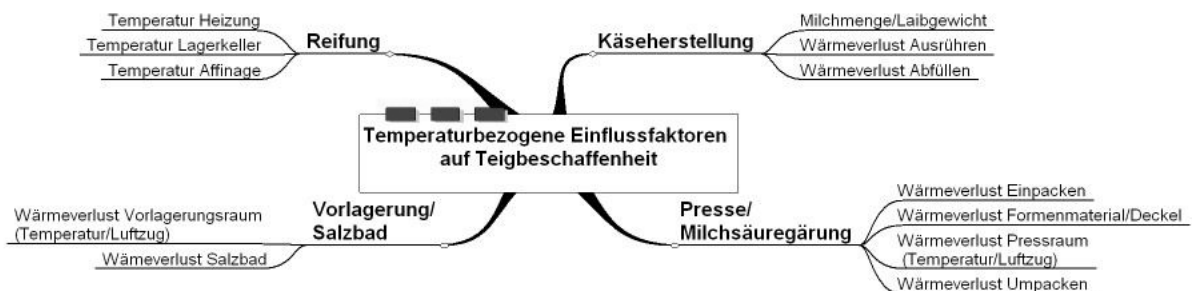 Temperaturbezogene Einflussfaktoren
auf Teigbeschaffenheit
Reifung
Temperatur Heizung
Temperatur Lagerkeller
Temperatur Affinage
Käseherstellung
Milchmenge/Laibgewicht
Wärmeverlust Ausrühren
Wärmeverlust Abfüllen
Vorlagerung/
Salzbad
Wärmeverlust Vorlagerungsraum
(Temperatur/Luftzug)
Wämeverlust Salzbad
Presse/
Milchsäuregärung
Wärmeverlust Einpacken
Wärmeverlust Formenmaterial/Deckel
Wärmeverlust Pressraum
(Temperatur/Luftzug)
Wärmeverlust Umpacken